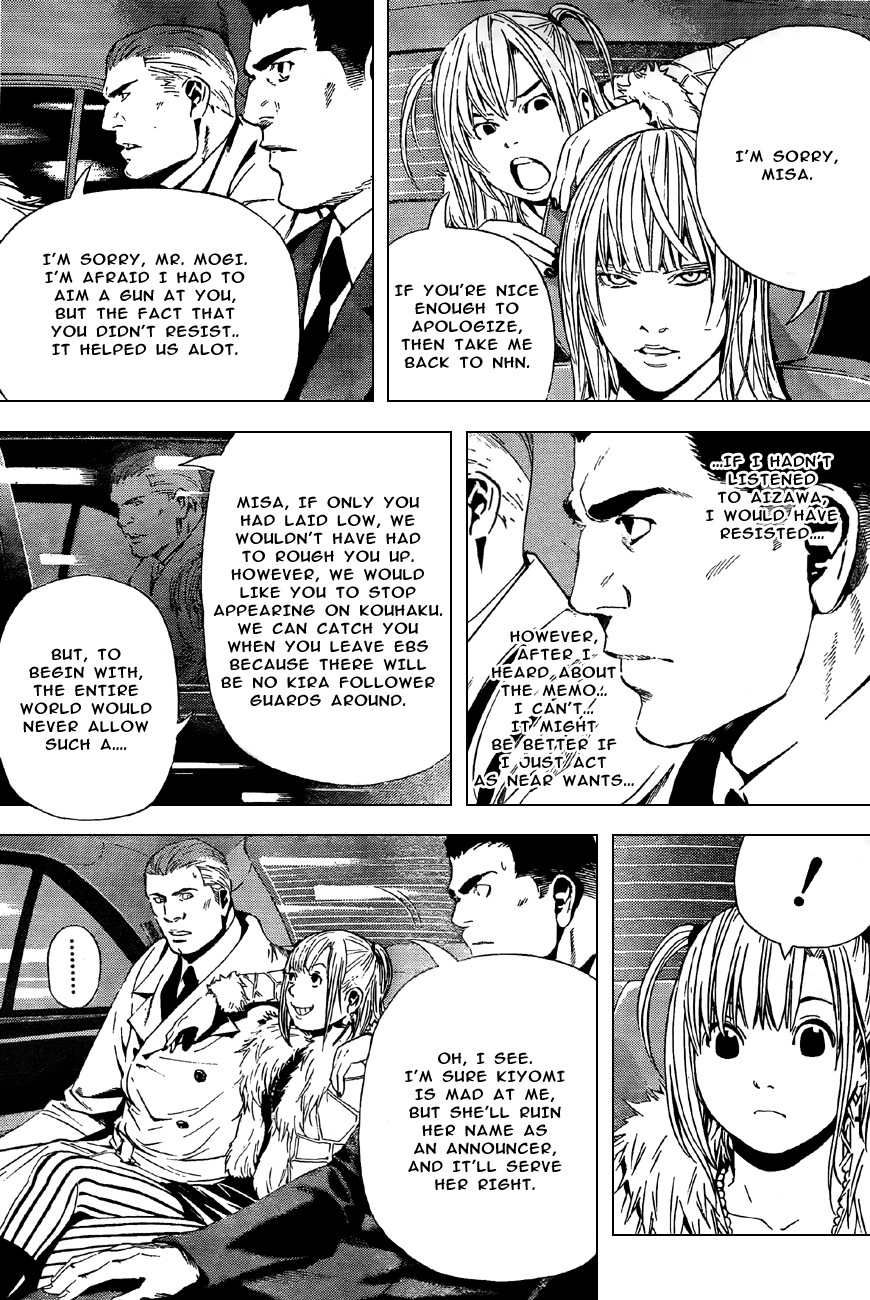 I'M SORRY,
MISA.
IF YOU'RE NICE
ENOUGH TO
APOLOGIZE,
THEN TAKE ME
BACK TO NHN.
I'M SORRY, MR. MOGI.
I'M AFRAID I HAD TO
AIM A GUN AT YOU,
BUT THE FACT THAT
YOU DIDN'T RESIST..
IT HELPED US ALOT.
...IF I HADN'T
LISTENED
TO AIZAWA,
I WOULD HAVE
RESISTED....
HOWEVER,
AFTER I
HEARD ABOUT
THE MEMO..
I CAN'T...
IT MIGHT
BE BETTER IF
I JUST ACT
AS NEAR WANTS...
MISA, IF ONLY YOU
HAD LAID LOW, WE
WOULDN'T HAVE HAD
TO ROUGH YOU UP.
HOWEVER, WE WOULD
LIKE YOU TO STOP
APPEARING ON KOUHAKU.
WE CAN CATCH YOU
WHEN YOU LEAVE EBS
BECAUSE THERE WILL
BE NO KIRA FOLLOWER
GUARDS AROUND.
BUT, TO
BEGIN WITH,
THE ENTIRE
WORLD WOULD
NEVER ALLOW
SUCH A....
!
OH, I SEE.
I'M SURE KIYOMI
IS MAD AT ME,
BUT SHE'LL RUIN
HER NAME AS
AN ANNOUNCER,
AND IT'LL SERVE
HER RIGHT.
........